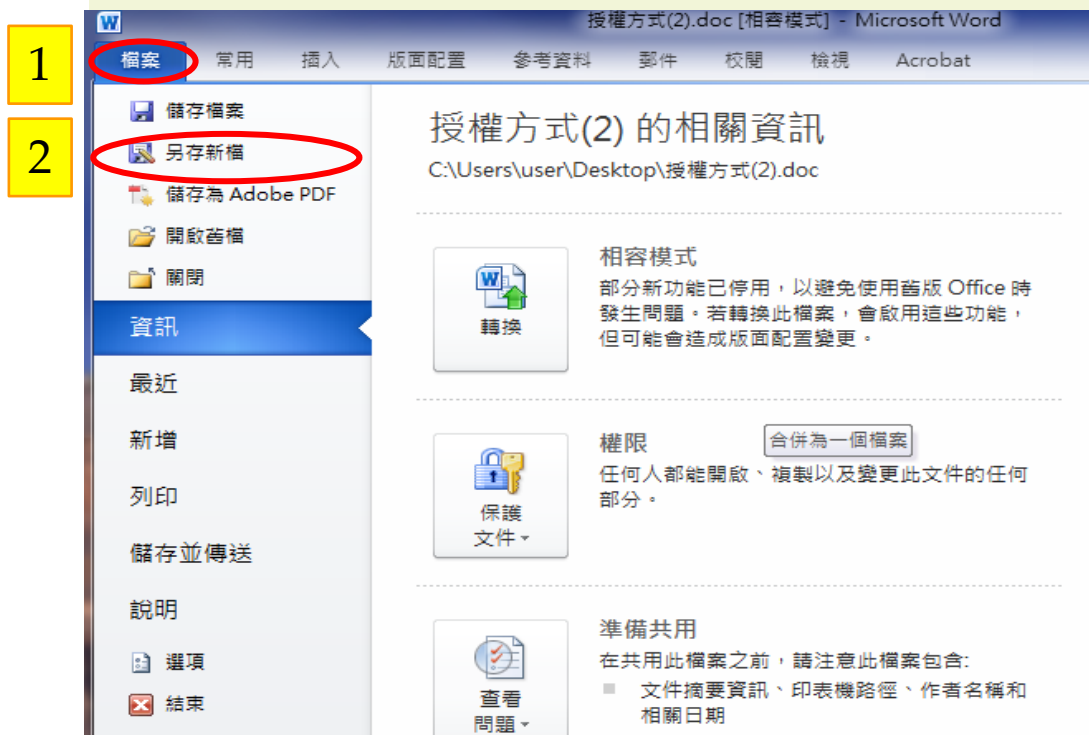 授權方式(2).doc [相容模式] - Microsoft Word
1
檔案 常用 插入 版面配置 參考資料 郵件 校閱 檢視 Acrobat
2
儲存檔案
另存新檔
儲存為 Adobe PDF
開啟舊檔
關閉
資訊
最近
新增
列印
儲存並傳送
說明
選項
結束
授權方式(2) 的相關資訊
C:\Users\user\Desktop\授權方式(2).doc
轉換
相容模式
部分新功能已停用，以避免使用舊版 Office 時
發生問題。若轉換此檔案，會啟用這些功能，
但可能會造成版面配置變更。
保護
文件
權限
合併為一個檔案
任何人都能開啟、複製以及變更此文件的任何
部分。
查看
問題
準備共用
在共用此檔案之前，請注意此檔案包含:
文件摘要資訊、印表機路徑、作者名稱和
相關日期